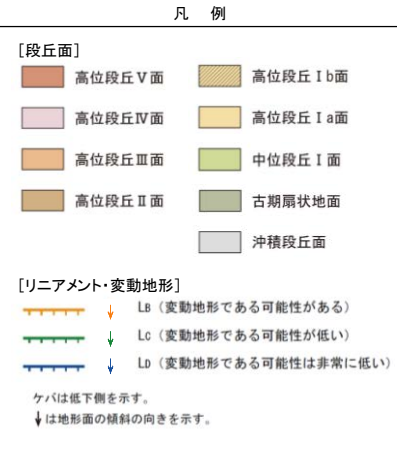 凡 例
[段丘面]
高位段丘Ⅴ面
高位段丘Ⅰb面
高位段丘Ⅳ面
高位段丘Ⅰa面
高位段丘Ⅲ面
中位段丘Ⅰ面
高位段丘Ⅱ面
古期扇状地面
沖積段丘面
[リニアメント・変動地形]
LB(変動地形である可能性がある)
LC(変動地形である可能性が低い)
LD(変動地形である可能性は非常に低い)
ケバは低下側を示す。
↓は地形面の傾斜の向きを示す。